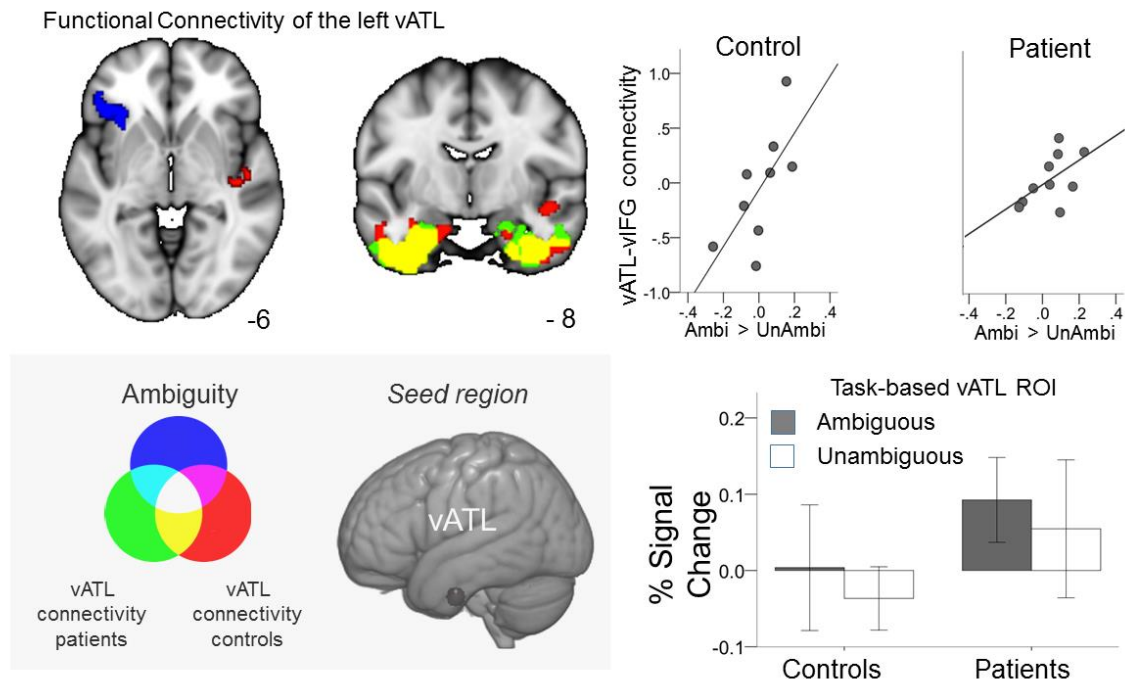 Functional Connectivity of the left vATL
-6
- 8
Control
Patient
vATL-vIFG connectivity
1.0
.5
.0
-.5
-1.0
-.4 -.2 .0 .2 .4
Ambi > UnAmbi
-.4 -.2 .0 .2 .4
Ambi > UnAmbi
Ambiguity
vATL
connectivity
patients
vATL
connectivity
controls
Seed region
vATL
Task-based vATL ROI
Ambiguous
Unambiguous
% Signal
Change
0.2
0.1
0.0
-0.1
Controls
Patients